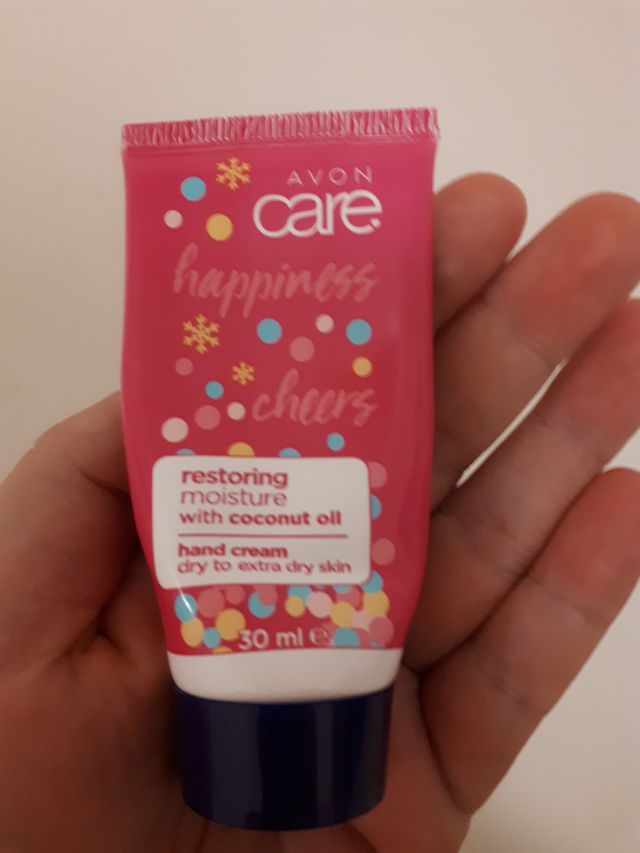 AVON
care.
happiness
cheers
restoring
moisture
with coconut oil
hand cream
dry to extra dry skin
30 ml ℮